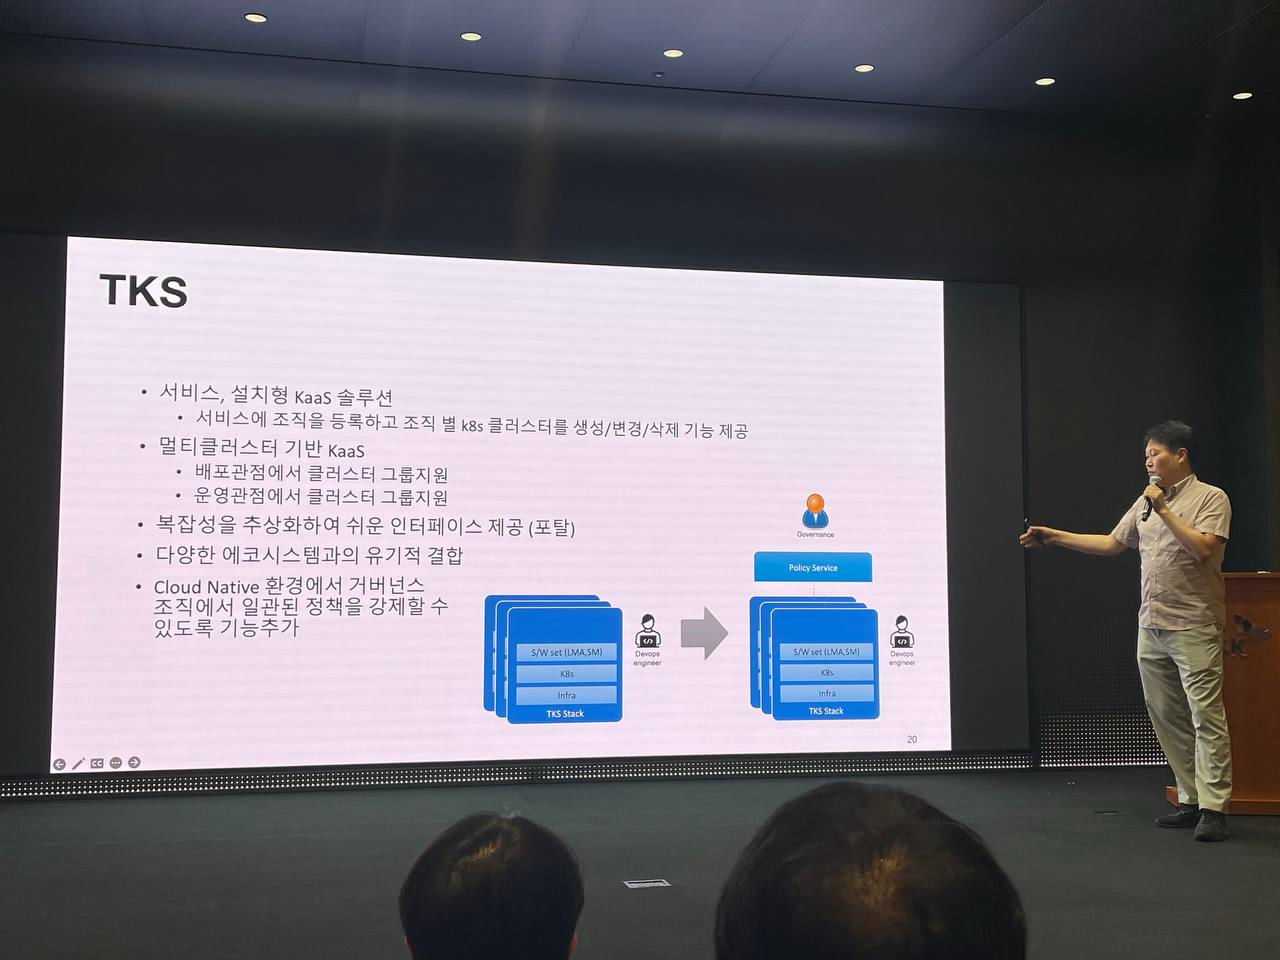 TKS
• 서비스, 설치형 KaaS 솔루션
• 서비스에 조직을 등록하고 조직 별 k8s 클러스터를 생성/변경/삭제 기능 제공
• 멀티클러스터 기반 KaaS
• 배포관점에서 클러스터 그룹지원
• 운영관점에서 클러스터 그룹지원
• 복잡성을 추상화하여 쉬운 인터페이스 제공 (포탈)
• 다양한 에코시스템과의 유기적 결합
• Cloud Native 환경에서 거버넌스
조직에서 일관된 정책을 강제할 수
있도록 기능추가
S/W set (LMA,SM)
K8s
Infra
TKS Stack
Devops
engineer
Governance
Policy Service
S/W set (LMA,SM)
K8s
Infra
TKS Stack
Devops
engineer
20
CC